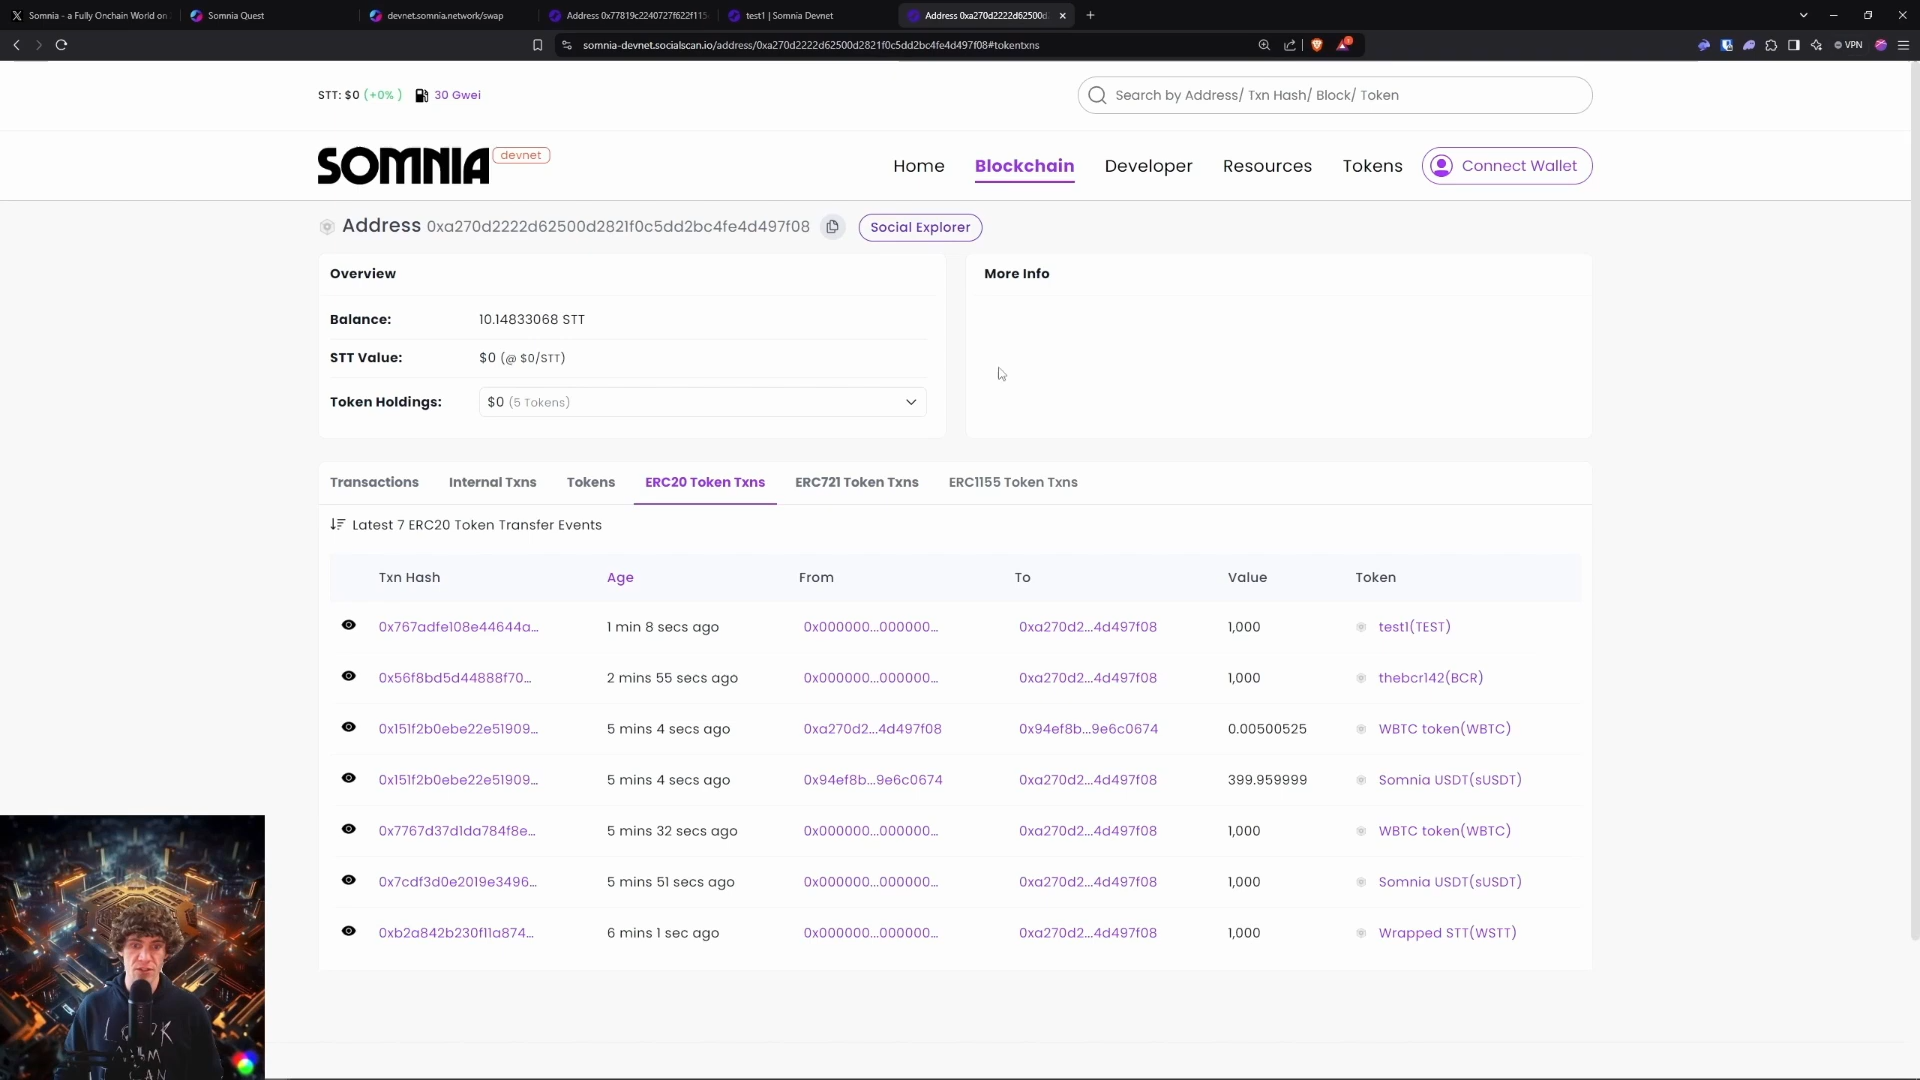 Somnia - a Fully Onchain World on
Somnia Quest
devnet.somnia.network/swap
Address 0x77819c2240727f622f115
test1 | Somnia Devnet
Address 0xa270d2222d62500d
somnia-devnet.socialscan.io/address/0xa270d2222d62500d2821f0c5dd2bc4fe4d497f08#tokentxns
VPN
STT: $0 (+0% )
30 Gwei
Search by Address/ Txn Hash/ Block/ Token
SOMNIA
devnet
Home
Blockchain
Developer
Resources
Tokens
Connect Wallet
Address 0xa270d2222d62500d2821f0c5dd2bc4fe4d497f08
Social Explorer
Overview
More Info
Balance: 10.14833068 STT
STT Value: $0 (@ $0/STT)
Token Holdings: $0 (5 Tokens)
Transactions
Internal Txns
Tokens
ERC20 Token Txns
ERC721 Token Txns
ERC1155 Token Txns
Latest 7 ERC20 Token Transfer Events
Txn Hash Age From To Value Token
0x767adfe108e44644a... 1 min 8 secs ago 0x000000...000000... 0xa270d2...4d497f08 1,000 test1(TEST)
0x56f8bd5d44888f70... 2 mins 55 secs ago 0x000000...000000... 0xa270d2...4d497f08 1,000 thebcr142(BCR)
0x151f2b0ebe22e51909... 5 mins 4 secs ago 0xa270d2...4d497f08 0x94ef8b...9e6c0674 0.00500525 WBTC token(WBTC)
0x151f2b0ebe22e51909... 5 mins 4 secs ago 0x94ef8b...9e6c0674 0xa270d2...4d497f08 399.959999 Somnia USDT(sUSDT)
0x7767d37d1da784f8e... 5 mins 32 secs ago 0x000000...000000... 0xa270d2...4d497f08 1,000 WBTC token(WBTC)
0x7cdf3d0e2019e3496... 5 mins 51 secs ago 0x000000...000000... 0xa270d2...4d497f08 1,000 Somnia USDT(sUSDT)
0xb2a842b230f11a874... 6 mins 1 sec ago 0x000000...000000... 0xa270d2...4d497f08 1,000 Wrapped STT(WSTT)